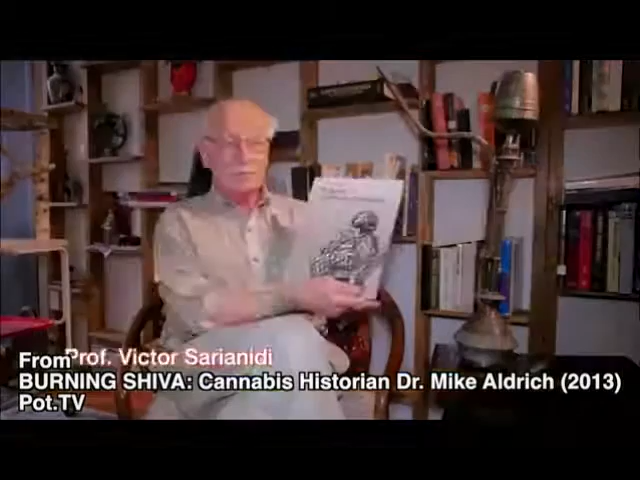 Prof. Victor Sarianidi
From
BURNING SHIVA: Cannabis Historian Dr. Mike Aldrich (2013)
Pot.TV